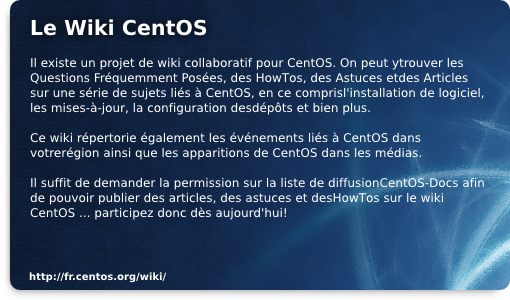 Le Wiki CentOS
Il existe un projet de wiki collaboratif pour CentOS. On peut ytrouver les
Questions Fréquemment Posées, des HowTos, des Astuces etdes Articles
sur une série de sujets liés à CentOS, en ce comprisl'installation de logiciel,
les mises-à-jour, la configuration desdépôts et bien plus.
Ce wiki répertorie également les événements liés à CentOS dans
votrerégion ainsi que les apparitions de CentOS dans les médias.
Il suffit de demander la permission sur la liste de diffusionCentOS-Docs afin
de pouvoir publier des articles, des astuces et desHowTos sur le wiki
CentOS ... participez donc dès aujourd'hui!
http://fr.centos.org/wiki/